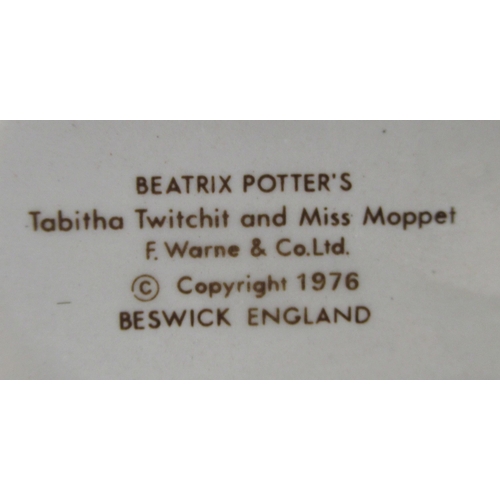 BEATRIX POTTER'S
Tabitha Twitchit and Miss Moppet
F. Warne & Co.Ltd.
© Copyright 1976
BESWICK ENGLAND